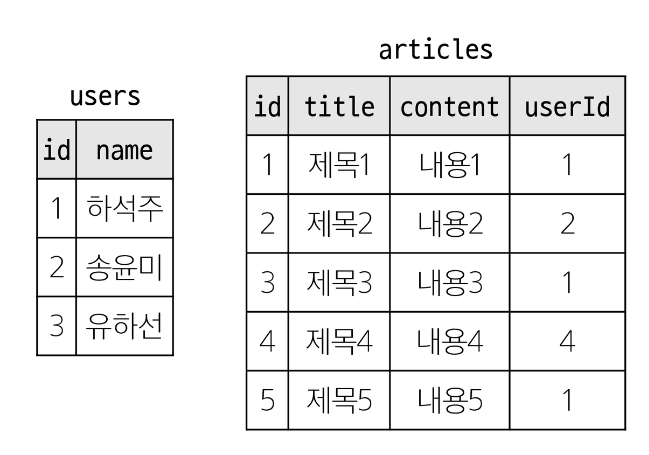 users
id name
1 하석주
2 송윤미
3 유하선
articles
id title content userId
1 제목1 내용1 1
2 제목2 내용2 2
3 제목3 내용3 1
4 제목4 내용4 4
5 제목5 내용5 1